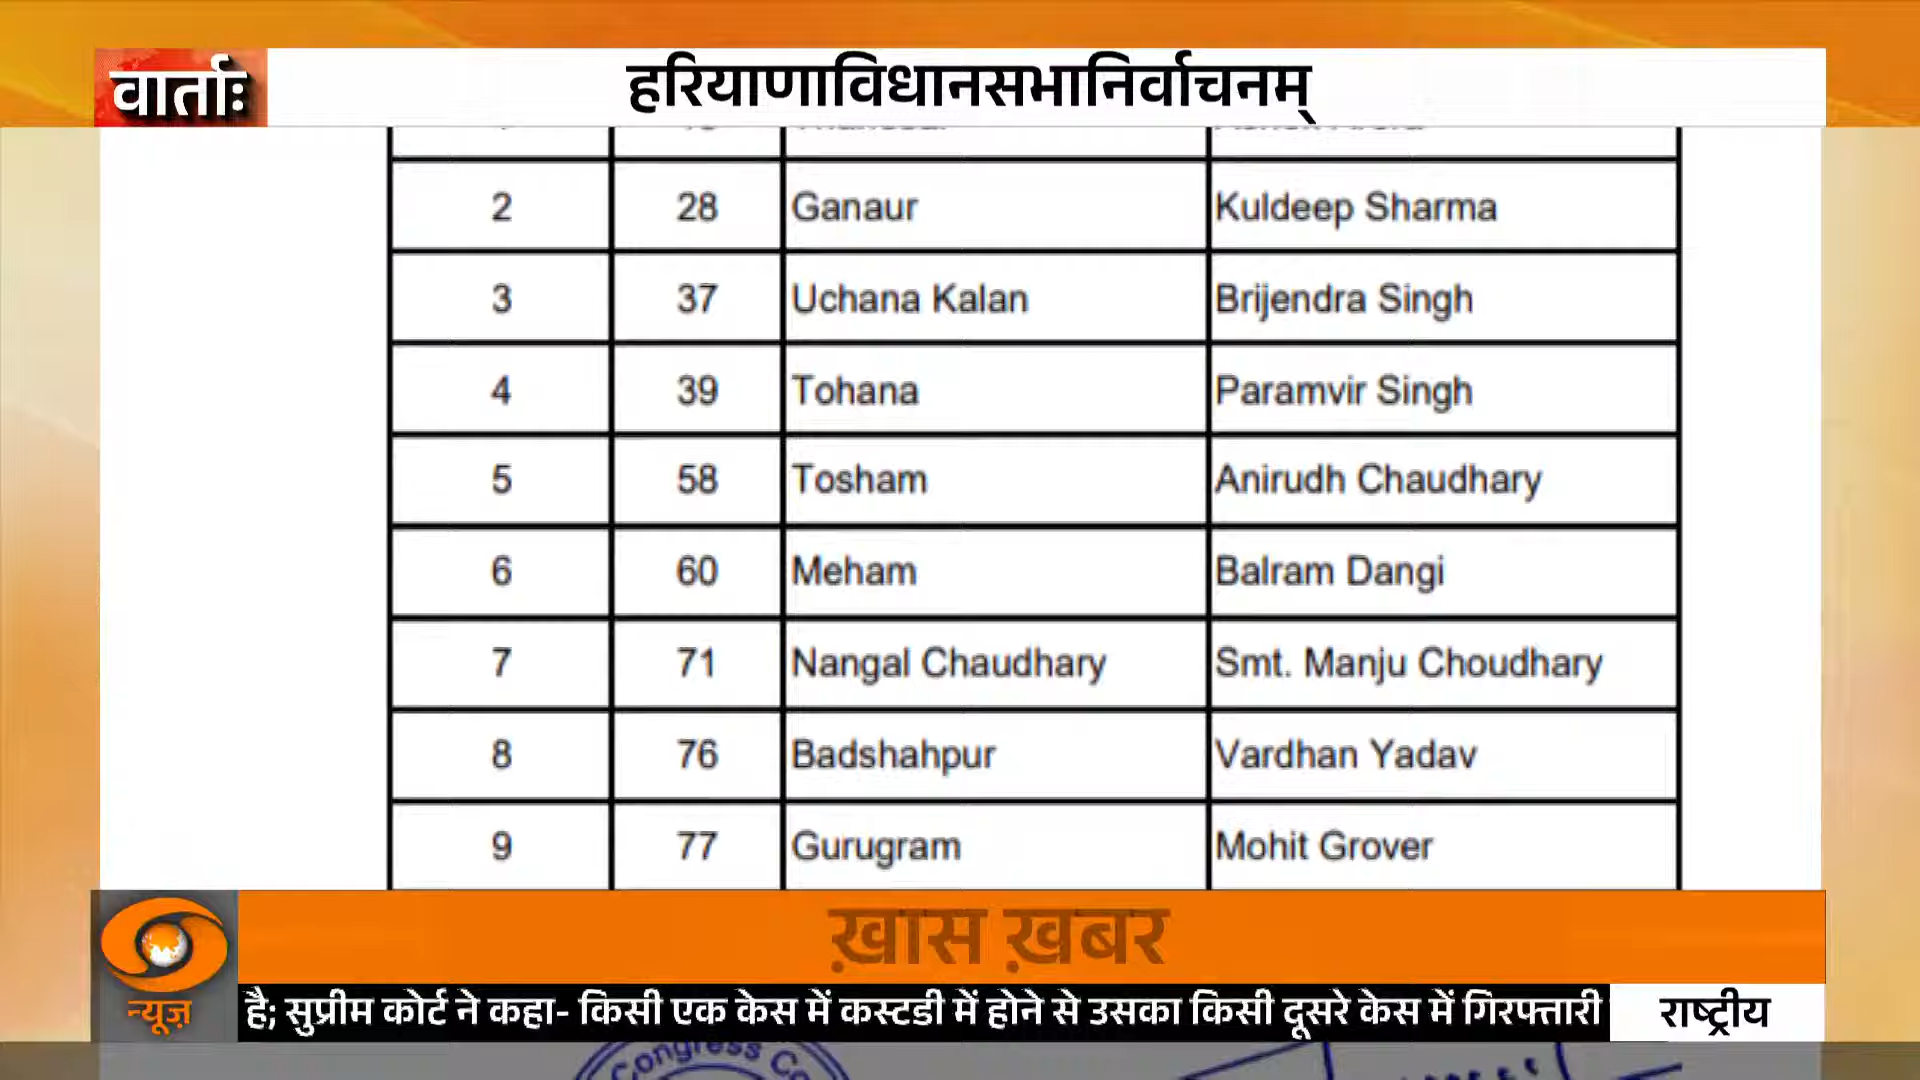 वार्ताः
हरियाणाविधानसभानिर्वाचनम्
2 28 Ganaur Kuldeep Sharma
3 37 Uchana Kalan Brijendra Singh
4 39 Tohana Paramvir Singh
5 58 Tosham Anirudh Chaudhary
6 60 Meham Balram Dangi
7 71 Nangal Chaudhary Smt. Manju Choudhary
8 76 Badshahpur Vardhan Yadav
9 77 Gurugram Mohit Grover
ख़ास ख़बर
न्यूज़
है; सुप्रीम कोर्ट ने कहा- किसी एक केस में कस्टडी में होने से उसका किसी दूसरे केस में गिरफ्तारी
राष्ट्रीय
Congress